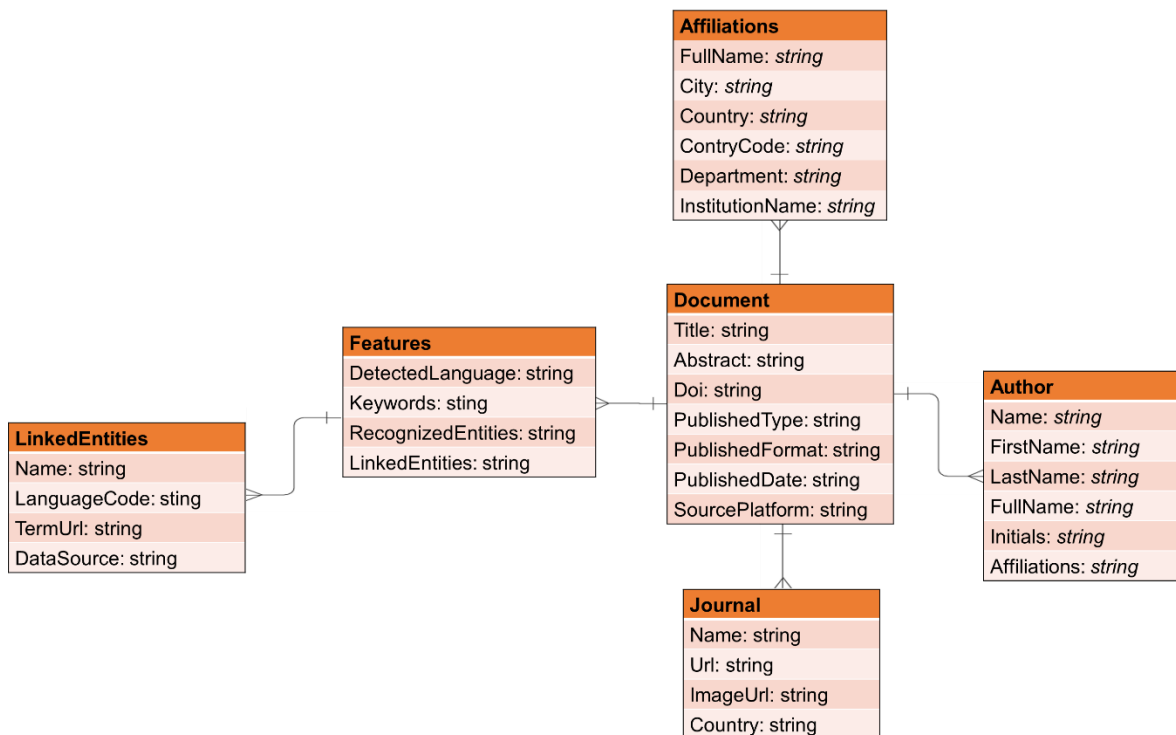 Affiliations
FullName: string
City: string
Country: string
ContryCode: string
Department: string
InstitutionName: string
Document
Title: string
Abstract: string
Doi: string
PublishedType: string
PublishedFormat: string
PublishedDate: string
SourcePlatform: string
Features
DetectedLanguage: string
Keywords: sting
RecognizedEntities: string
LinkedEntities: string
Author
Name: string
FirstName: string
LastName: string
FullName: string
Initials: string
Affiliations: string
LinkedEntities
Name: string
LanguageCode: sting
TermUrl: string
DataSource: string
Journal
Name: string
Url: string
ImageUrl: string
Country: string